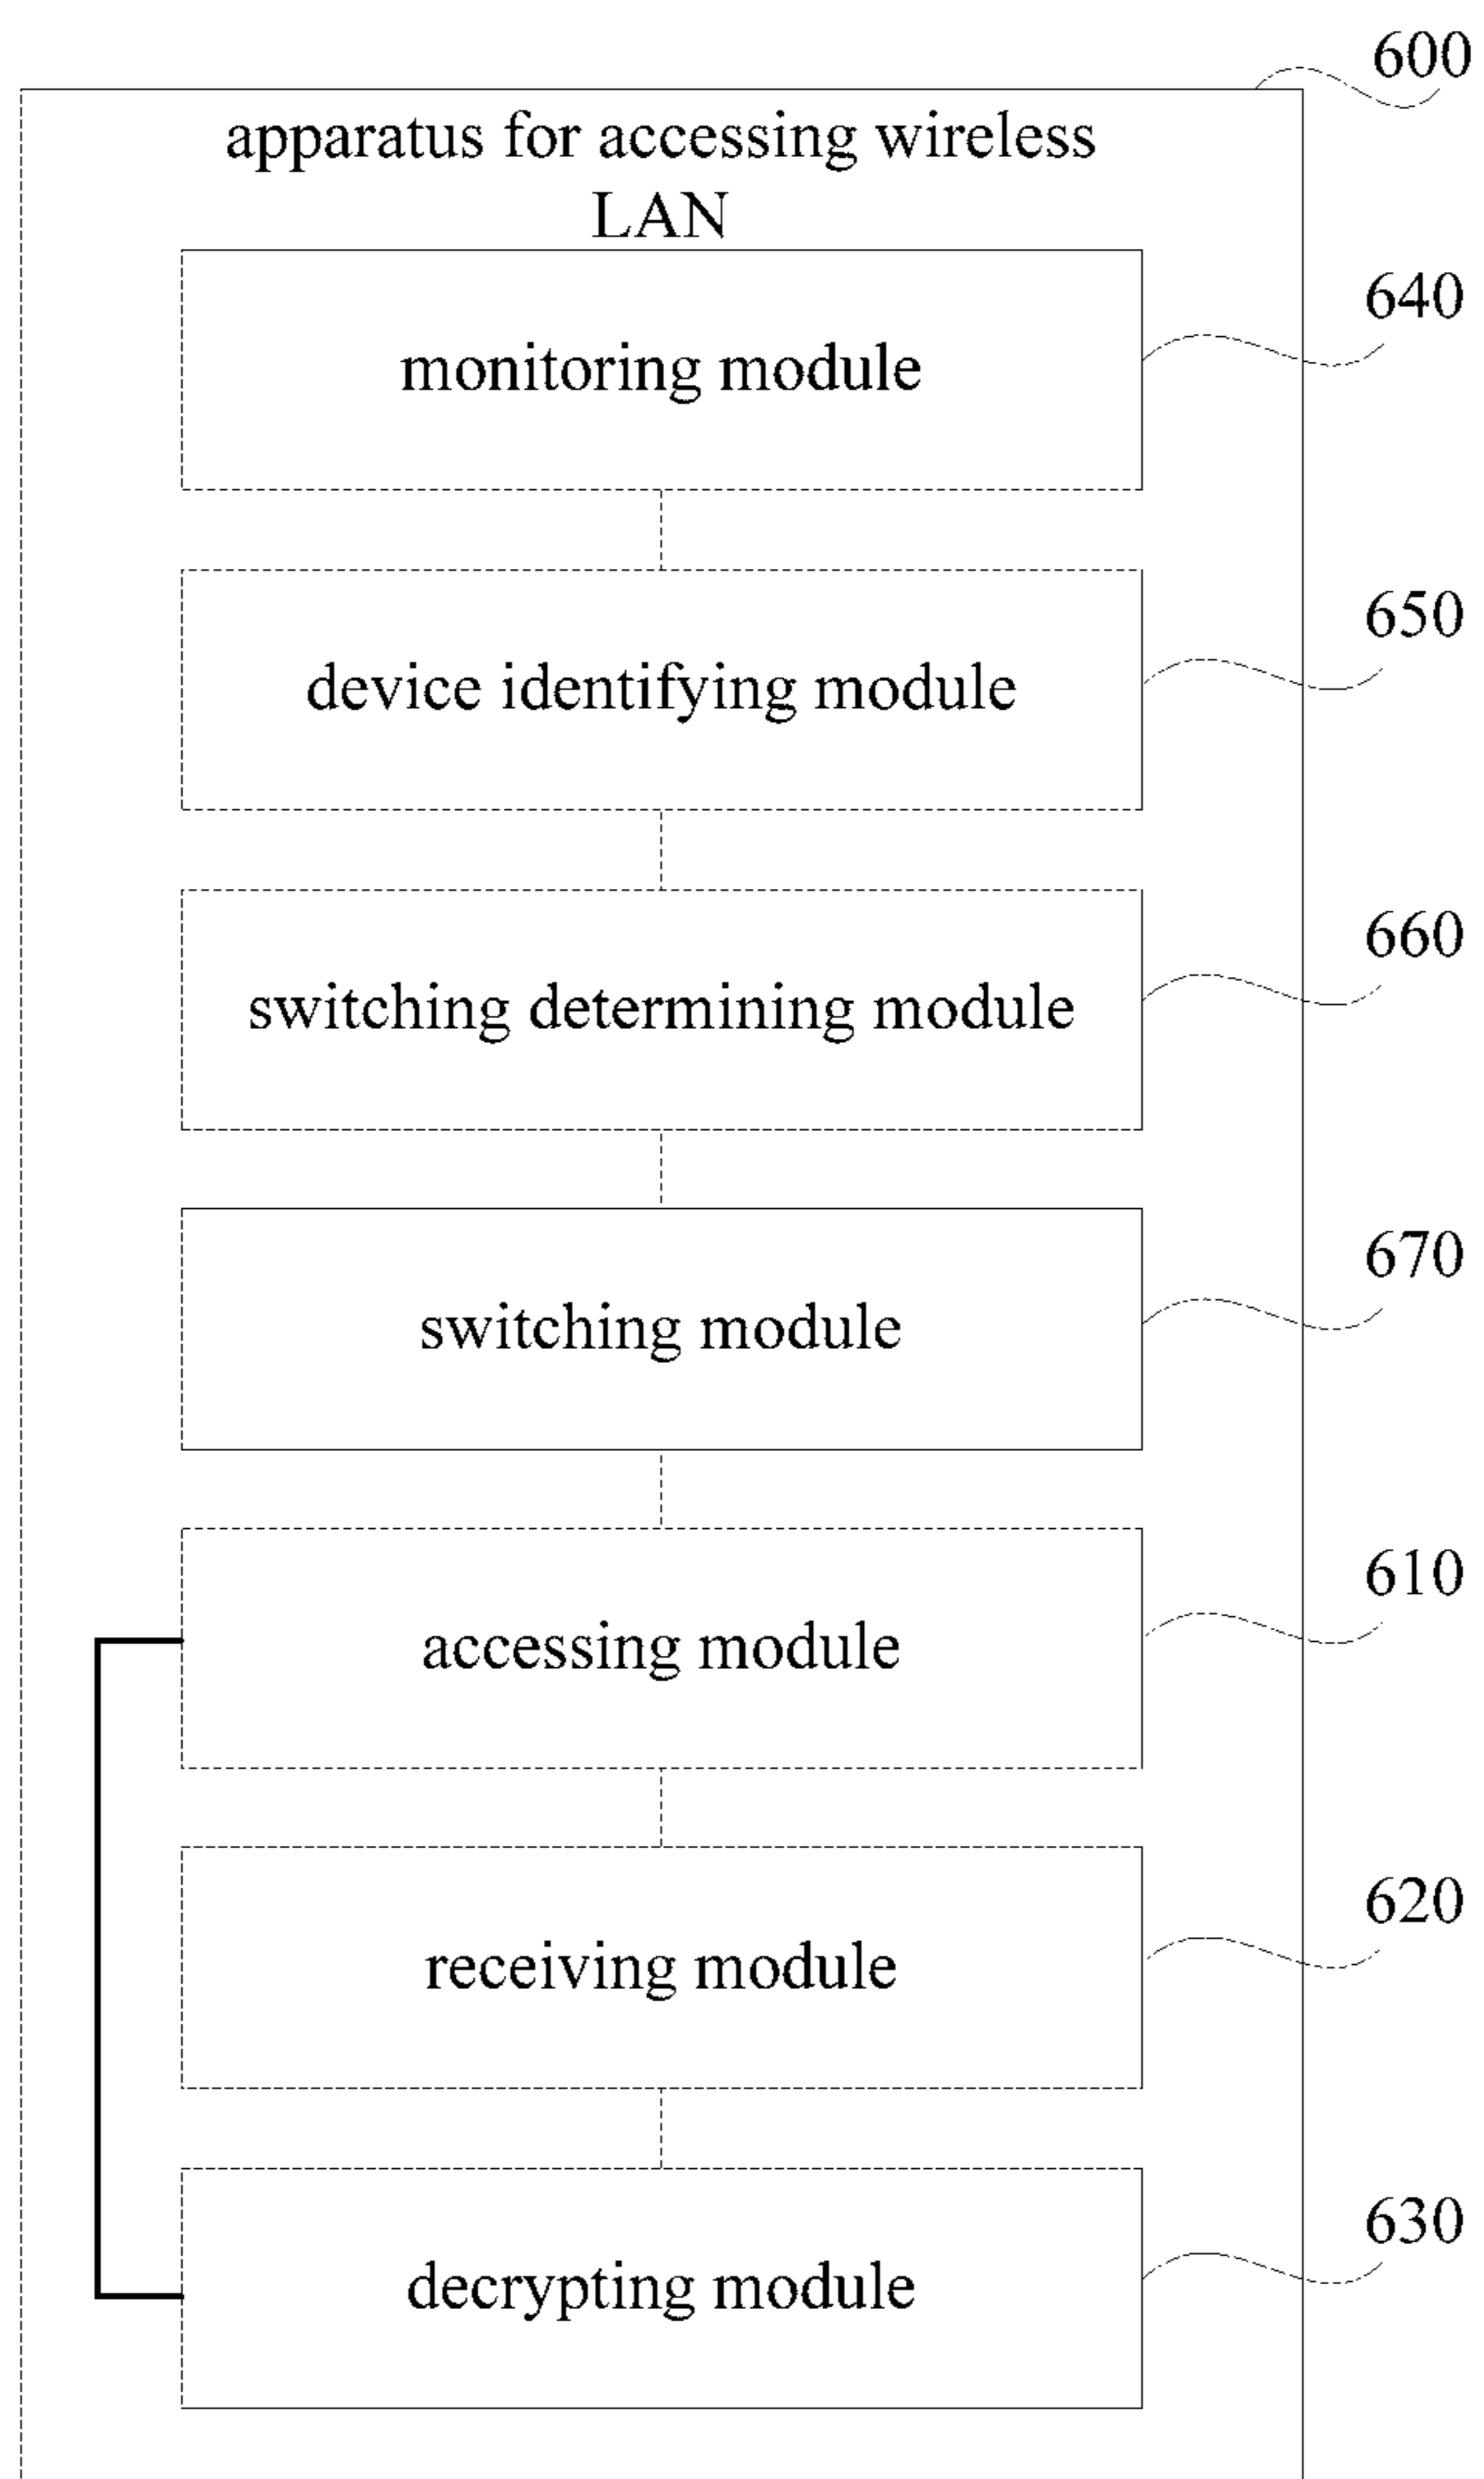 600
apparatus for accessing wireless
LAN
640
monitoring module
650
device identifying module
660
switching determining module
670
switching module
610
accessing module
620
receiving module
630
decrypting module